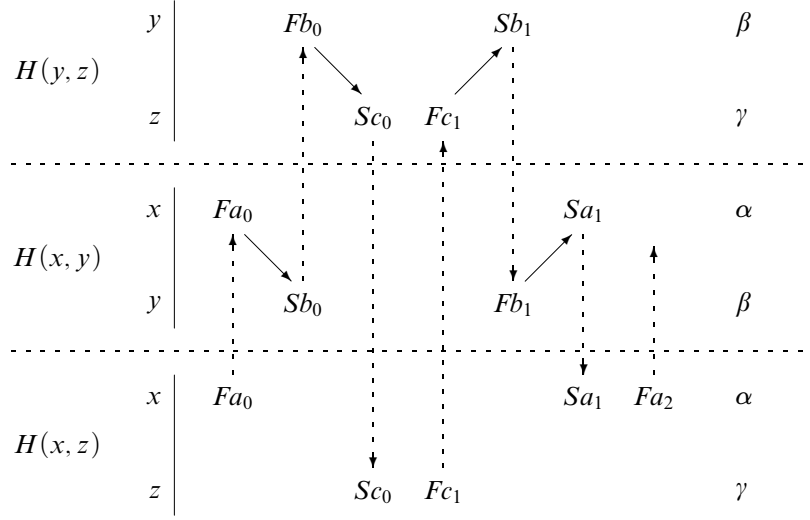 y Fb₀ Sb₁ β
H(y, z)
z Sc₀ Fc₁ γ
x Fa₀ Sa₁ α
H(x, y)
y Sb₀ Fb₁ β
x Fa₀ Sa₁ Fa₂ α
H(x, z)
z Sc₀ Fc₁ γ